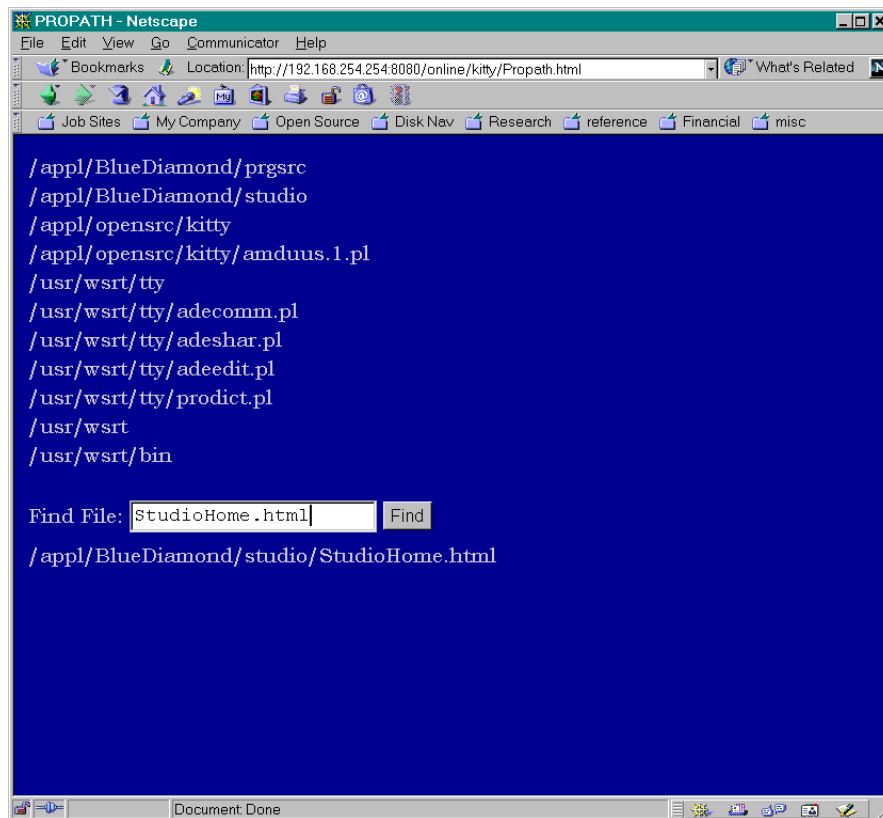 PROPATH - Netscape
File Edit View Go Communicator Help
Bookmarks Location: http://192.168.254.254:8080/online/kitty/Propath.html What's Related N
My
Job Sites My Company Open Source Disk Nav Research reference Financial misc
/appl/BlueDiamond/prgsrc
/appl/BlueDiamond/studio
/appl/opensrc/kitty
/appl/opensrc/kitty/amduus.1.pl
/usr/wsrt/tty
/usr/wsrt/tty/adecomm.pl
/usr/wsrt/tty/adeshar.pl
/usr/wsrt/tty/adeedit.pl
/usr/wsrt/tty/prodict.pl
/usr/wsrt
/usr/wsrt/bin
Find File: StudioHome.html Find
/appl/BlueDiamond/studio/StudioHome.html
Document: Done